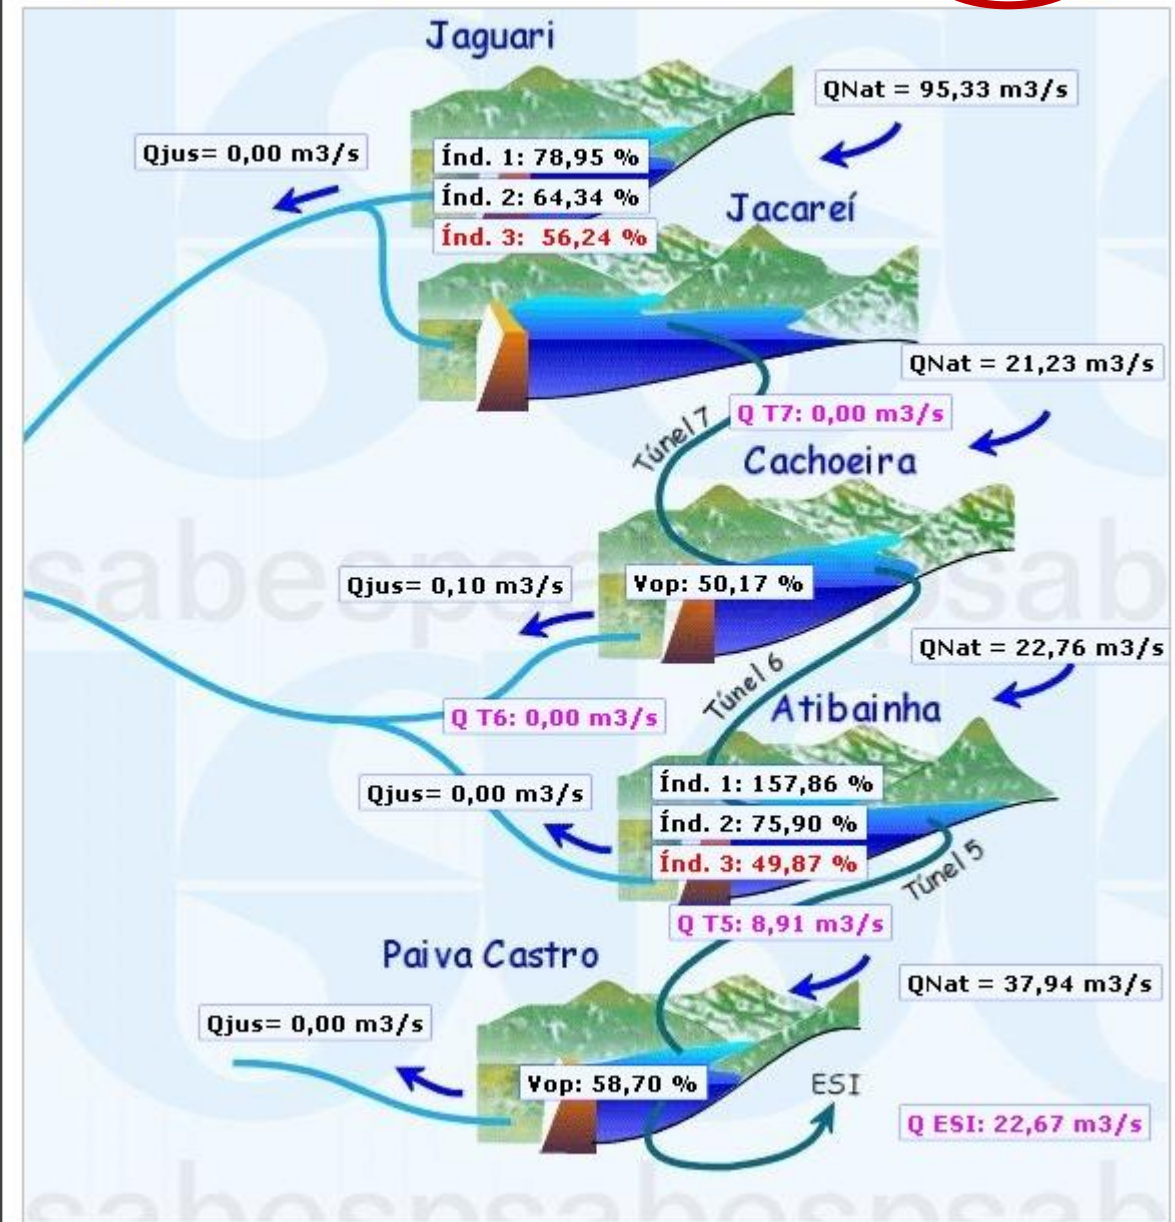 Jaguari
QNat = 95,33 m3/s
Qjus= 0,00 m3/s
Índ. 1: 78,95 %
Índ. 2: 64,34 %
Índ. 3: 56,24 %
Jacareí
QNat = 21,23 m3/s
Q T7: 0,00 m3/s
Túnel 7
Cachoeira
Qjus= 0,10 m3/s
Vop: 50,17 %
QNat = 22,76 m3/s
Túnel 6
Atibainha
Q T6: 0,00 m3/s
Qjus= 0,00 m3/s
Índ. 1: 157,86 %
Índ. 2: 75,90 %
Índ. 3: 49,87 %
Túnel 5
Q T5: 8,91 m3/s
Paiva Castro
QNat = 37,94 m3/s
Qjus= 0,00 m3/s
Vop: 58,70 %
ESI
Q ESI: 22,67 m3/s